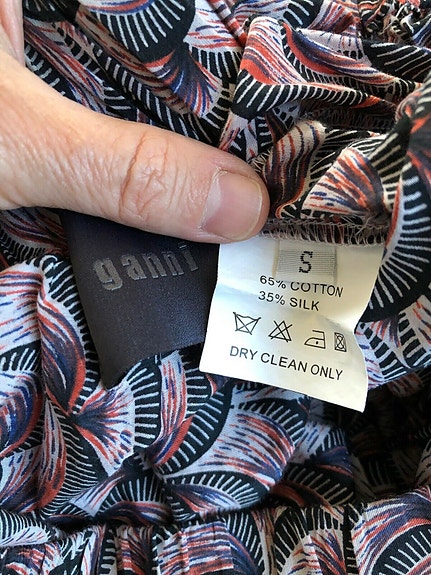 ganni
S
65% COTTON
35% SILK
DRY CLEAN ONLY